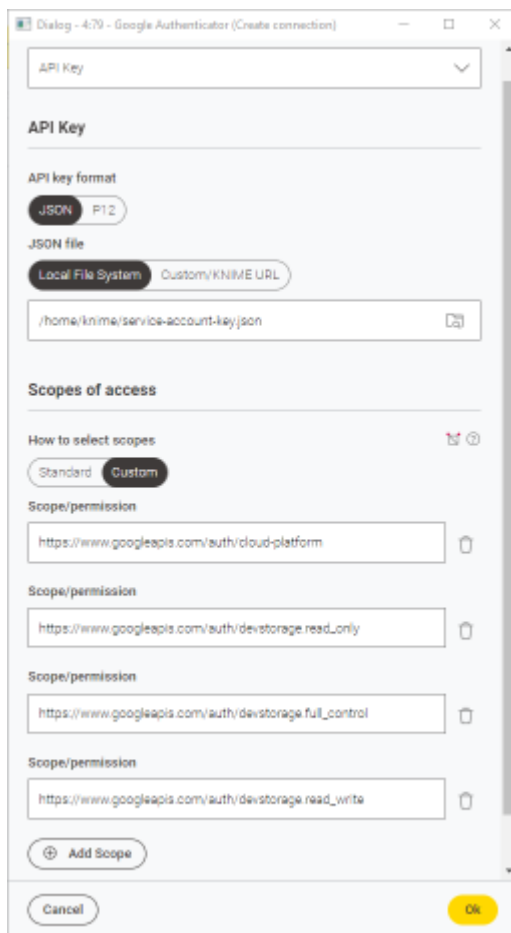 Dialog - 4:79 - Google Authenticator (Create connection)
API Key
API Key
API key format
JSON P12
JSON file
Local File System Custom/KNIME URL
/home/knime/service-account-key.json
Scopes of access
How to select scopes
Standard Custom
Scope/permission
https://www.googleapis.com/auth/cloud-platform
Scope/permission
https://www.googleapis.com/auth/devstorage.read_only
Scope/permission
https://www.googleapis.com/auth/devstorage.full_control
Scope/permission
https://www.googleapis.com/auth/devstorage.read_write
Add Scope
Cancel Ok